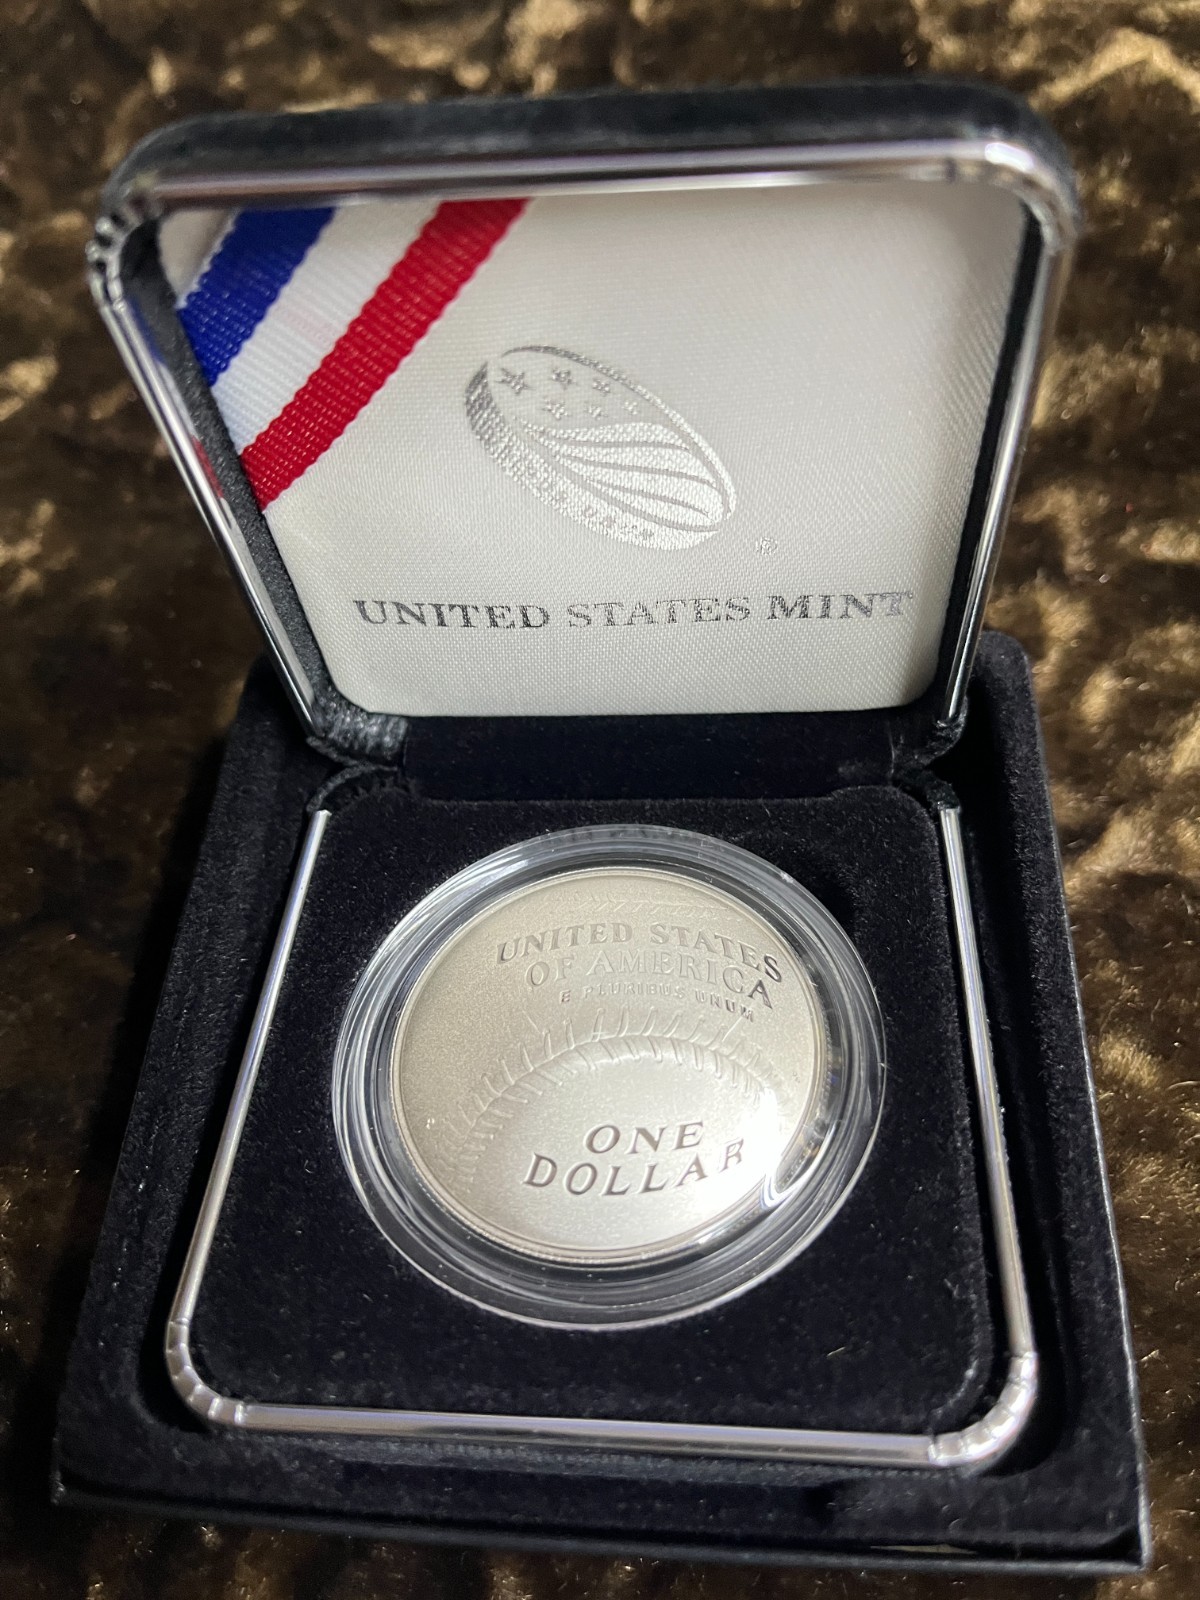 UNITED STATES MINT
UNITED STATES
OF AMERICA
E PLURIBUS UNUM
ONE
DOLLAR